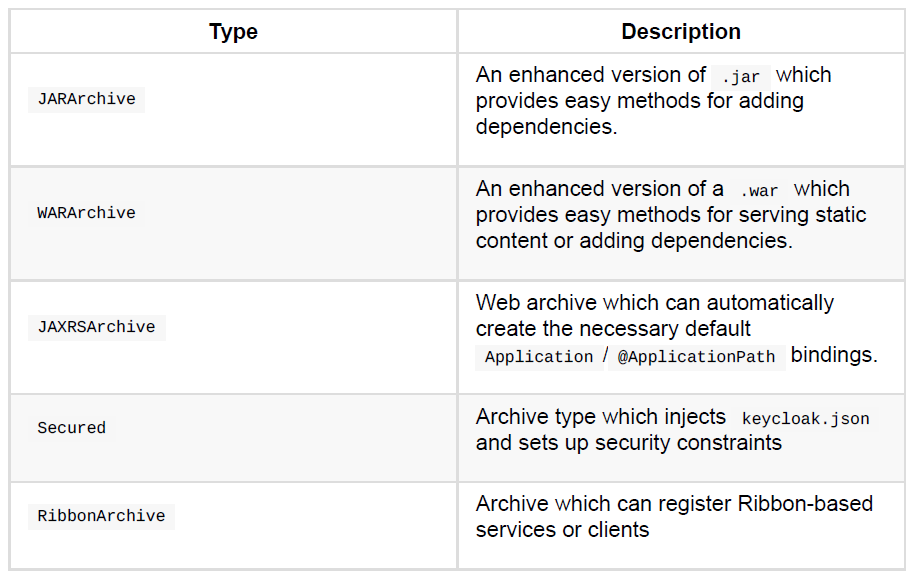 Type Description
JARArchive
An enhanced version of .jar which
provides easy methods for adding
dependencies.
WARArchive
An enhanced version of a .war which
provides easy methods for serving static
content or adding dependencies.
JAXRSArchive
Web archive which can automatically
create the necessary default
Application / @ApplicationPath bindings.
Secured
Archive type which injects keycloak.json
and sets up security constraints
RibbonArchive
Archive which can register Ribbon-based
services or clients